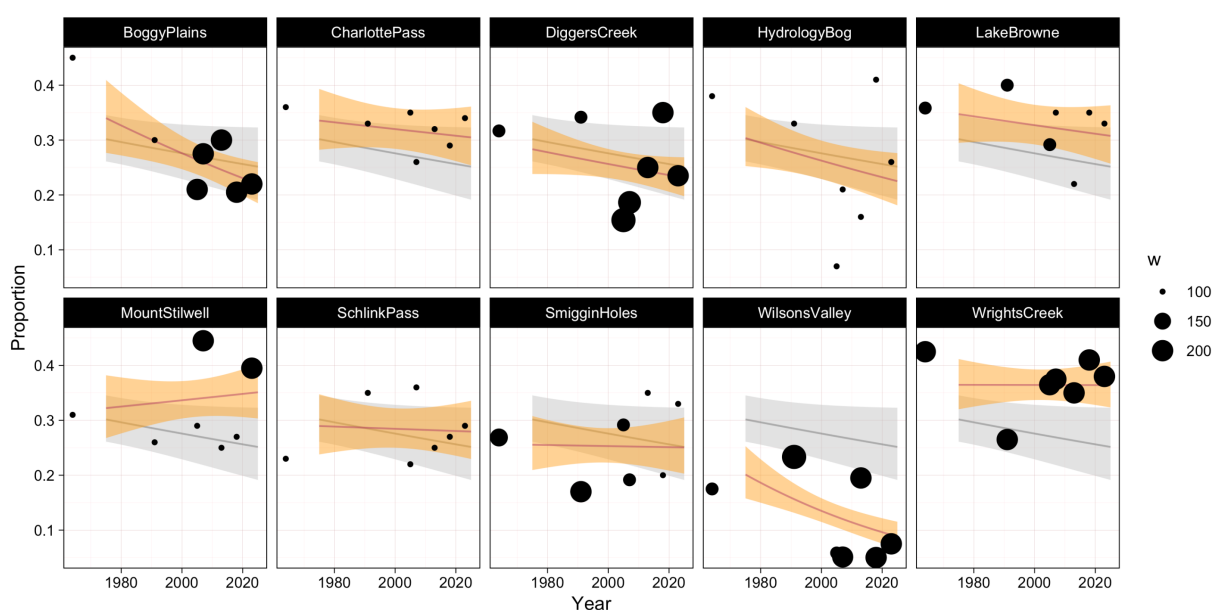 BoggyPlains CharlottePass DiggersCreek HydrologyBog LakeBrowne
0.4
0.3
0.2
0.1
MountStilwell SchlinkPass SmigginHoles WilsonsValley WrightsCreek
0.4
0.3
0.2
0.1
1980 2000 2020 1980 2000 2020 1980 2000 2020 1980 2000 2020 1980 2000 2020
Year
Proportion
w
100
150
200